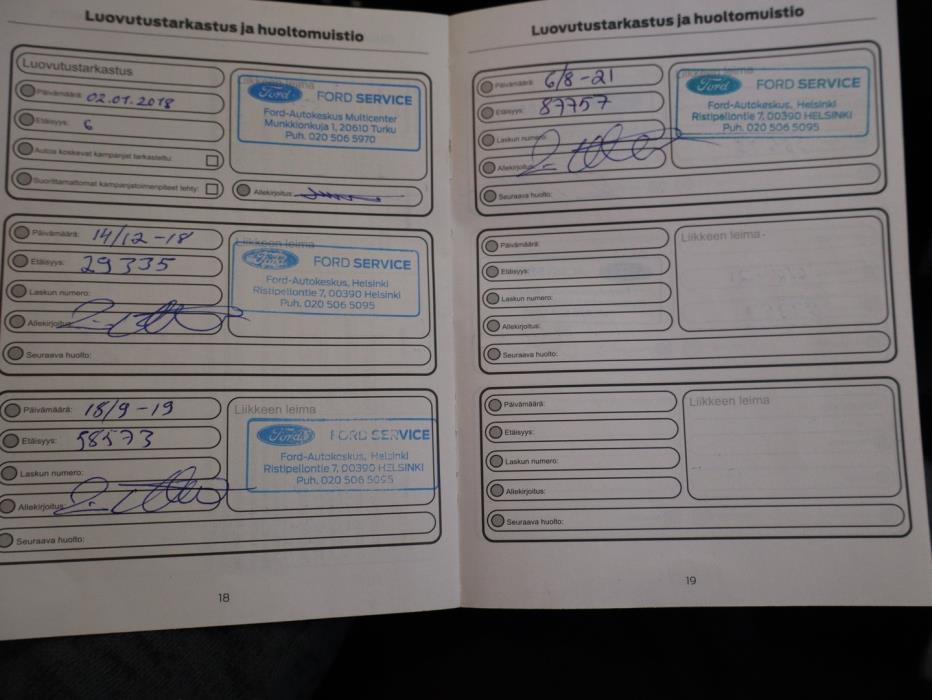 Luovutustarkastus ja huoltomuistio
Luovutustarkastus
Päivämäärä: 02.01.2018
Etäisyys: 6
Autoa koskevat kampanjat tarkastettu
Suorittamattomat kampanjatoimenpiteet tehty:
Liikkeen leima
Ford FORD SERVICE
Ford-Autokeskus Multicenter
Munkkionkuja 1, 20610 Turku
Puh. 020 506 5970
Allekirjoitus:
Päivämäärä: 14/12-18
Etäisyys: 29335
Laskun numero:
Allekirjoitus:
Seuraava huolto:
Liikkeen leima
Ford FORD SERVICE
Ford-Autokeskus, Helsinki
Ristipellontie 7, 00390 Helsinki
Puh. 020 506 5095
Päivämäärä: 18/9-19
Etäisyys: 58573
Laskun numero:
Allekirjoitus:
Seuraava huolto:
Liikkeen leima
Ford FORD SERVICE
Ford-Autokeskus, Helsinki
Ristipellontie 7, 00390 HELSINKI
Puh. 020 506 5095
18
Luovutustarkastus ja huoltomuistio
Päivämäärä: 6/8-21
Etäisyys: 87757
Laskun numero:
Allekirjoitus:
Seuraava huolto:
Liikkeen leima
Ford FORD SERVICE
Ford-Autokeskus, Helsinki
Ristipellontie 7, 00390 HELSINKI
Puh. 020 506 5095
Päivämäärä:
Etäisyys:
Laskun numero:
Allekirjoitus:
Seuraava huolto:
Liikkeen leima
Päivämäärä:
Etäisyys:
Laskun numero:
Allekirjoitus:
Seuraava huolto:
Liikkeen leima
19